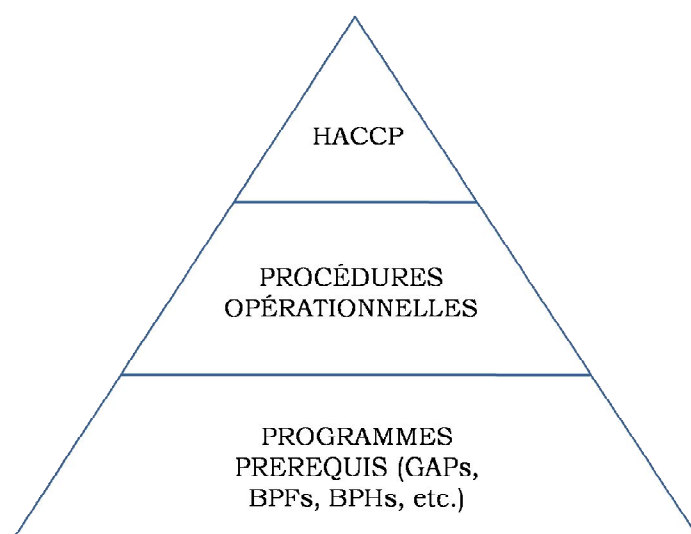 HACCP
PROCÉDURES
OPÉRATIONNELLES
PROGRAMMES
PREREQUIS (GAPs,
BPFs, BPHs, etc.)